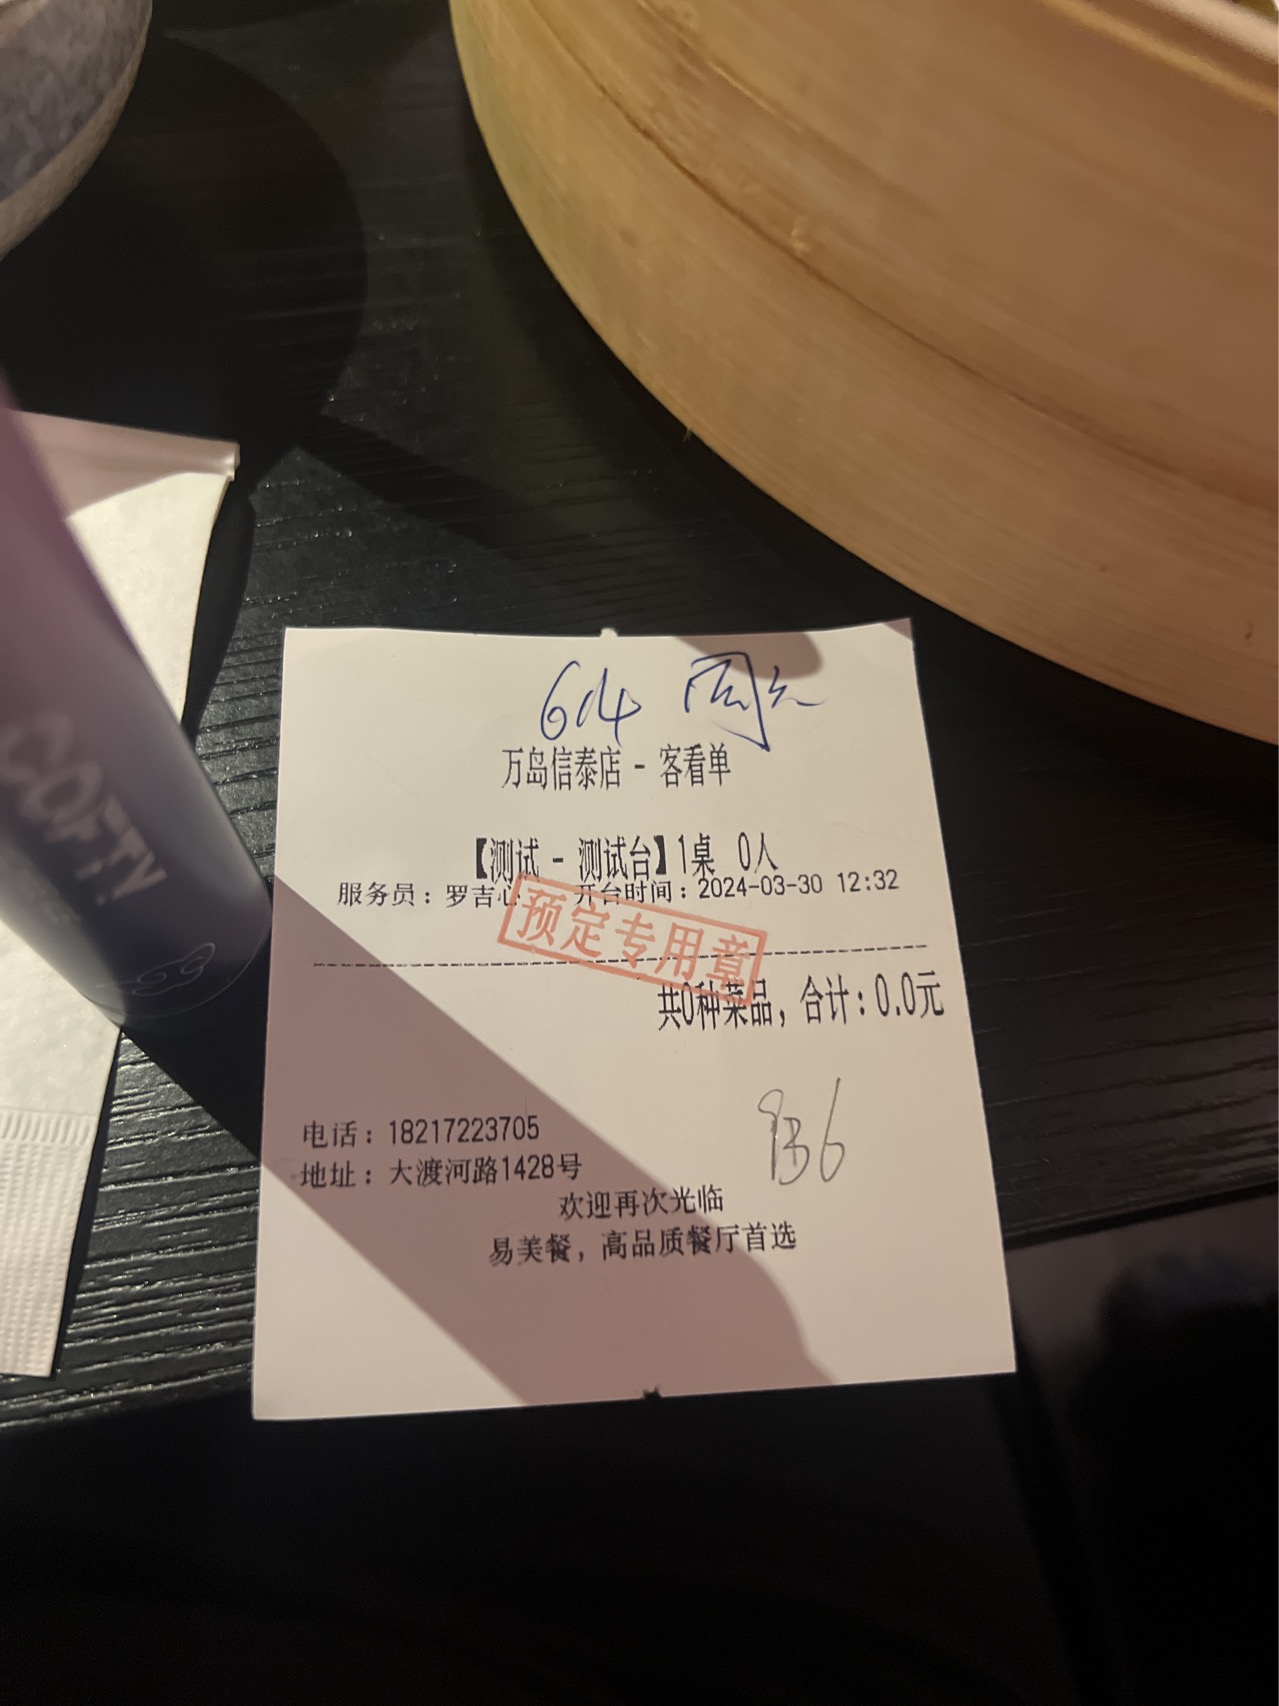 614
万岛信泰店 - 客看单
【测试 - 测试台】1桌 0人
服务员：罗吉心 开台时间：2024-03-30 12:32
预定专用章
共0种菜品，合计：0.0元
电话：18217223705
836
地址：大渡河路1428号
欢迎再次光临
易美餐，高品质餐厅首选
COFTY